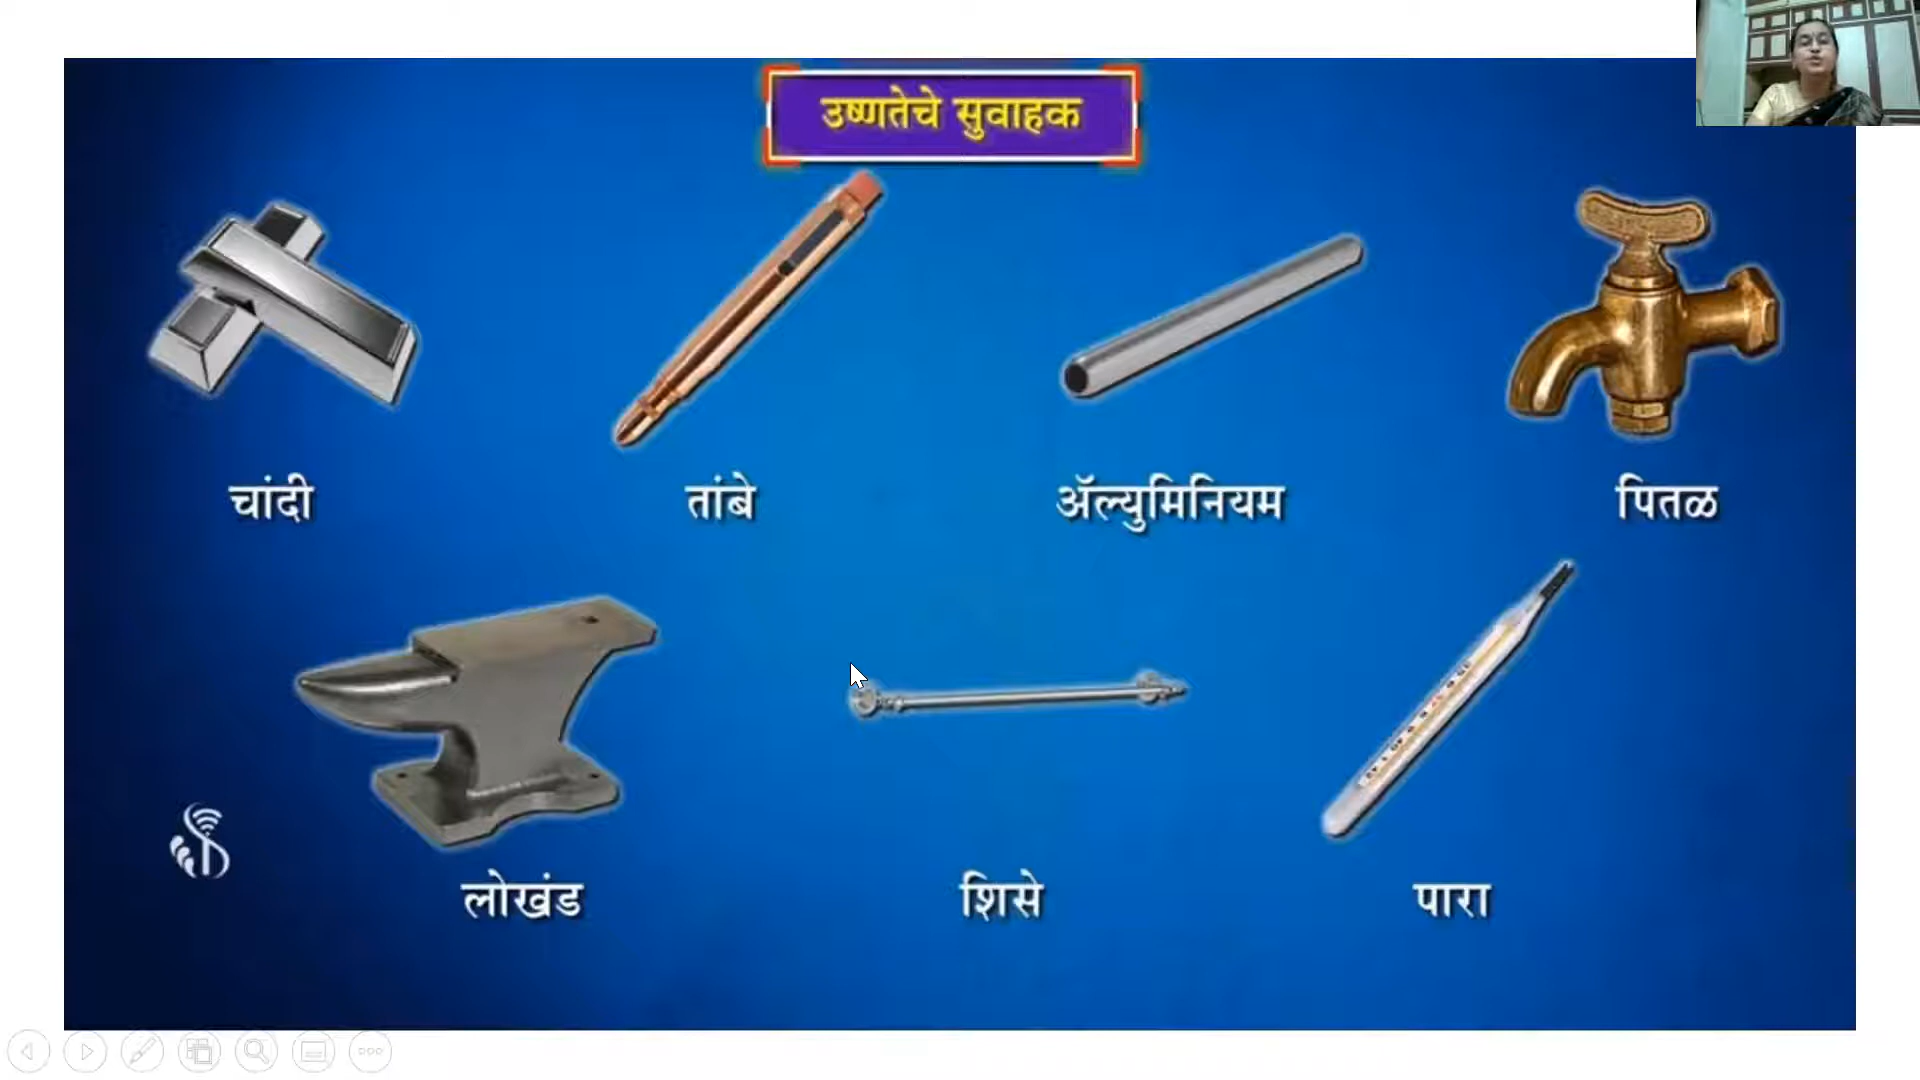 उष्णतेचे सुवाहक
चांदी
तांबे
ॲल्युमिनियम
पितळ
लोखंड
शिसे
पारा